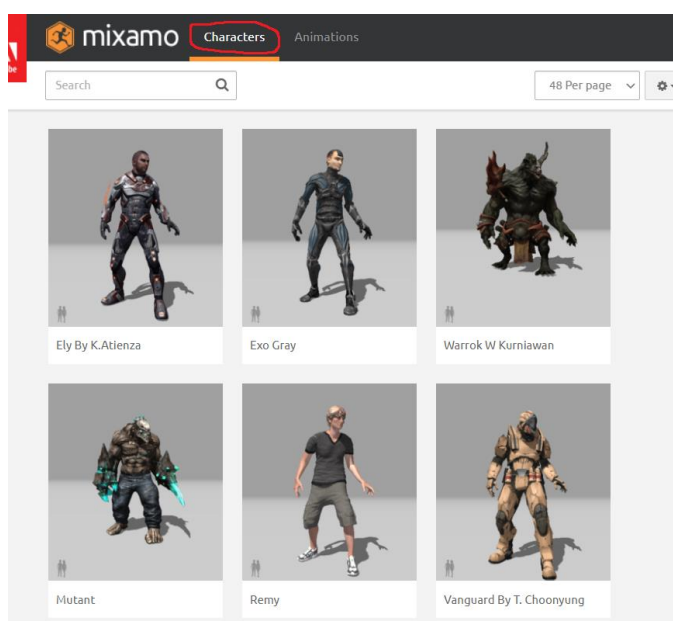 mixamo Characters Animations
Search 48 Per page
Ely By K.Atienza Exo Gray Warrok W Kurniawan
Mutant Remy Vanguard By T. Choonyung